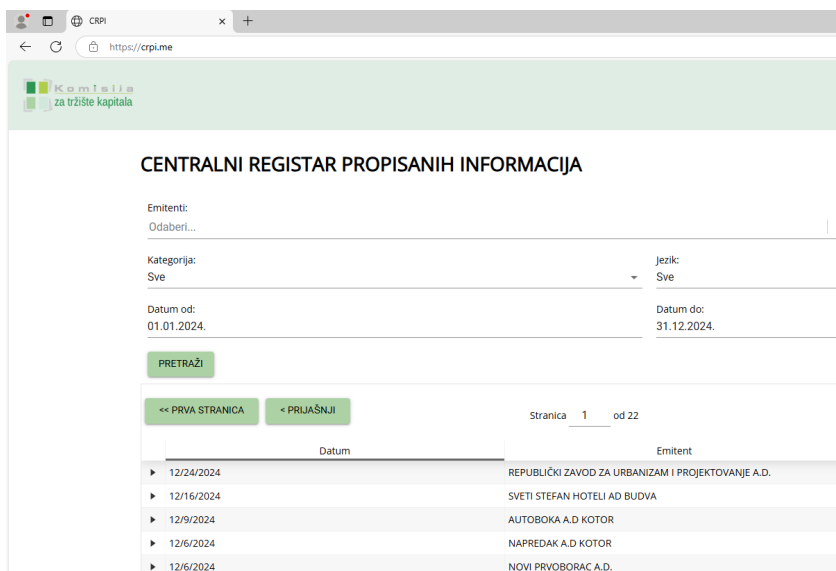 CRPI
https://crpi.me
Komisija
za tržište kapitala
CENTRALNI REGISTAR PROPISANIH INFORMACIJA
Emitenti:
Odaberi...
Kategorija: Jezik:
Sve Sve
Datum od: Datum do:
01.01.2024. 31.12.2024.
PRETRAŽI
<< PRVA STRANICA < PRIJAŠNJI Stranica 1 od 22
Datum Emitent
12/24/2024 REPUBLIČKI ZAVOD ZA URBANIZAM I PROJEKTOVANJE A.D.
12/16/2024 SVETI STEFAN HOTELI AD BUDVA
12/9/2024 AUTOBOKA A.D KOTOR
12/6/2024 NAPREDAK A.D KOTOR
12/6/2024 NOVI PRVOBORAC A.D.